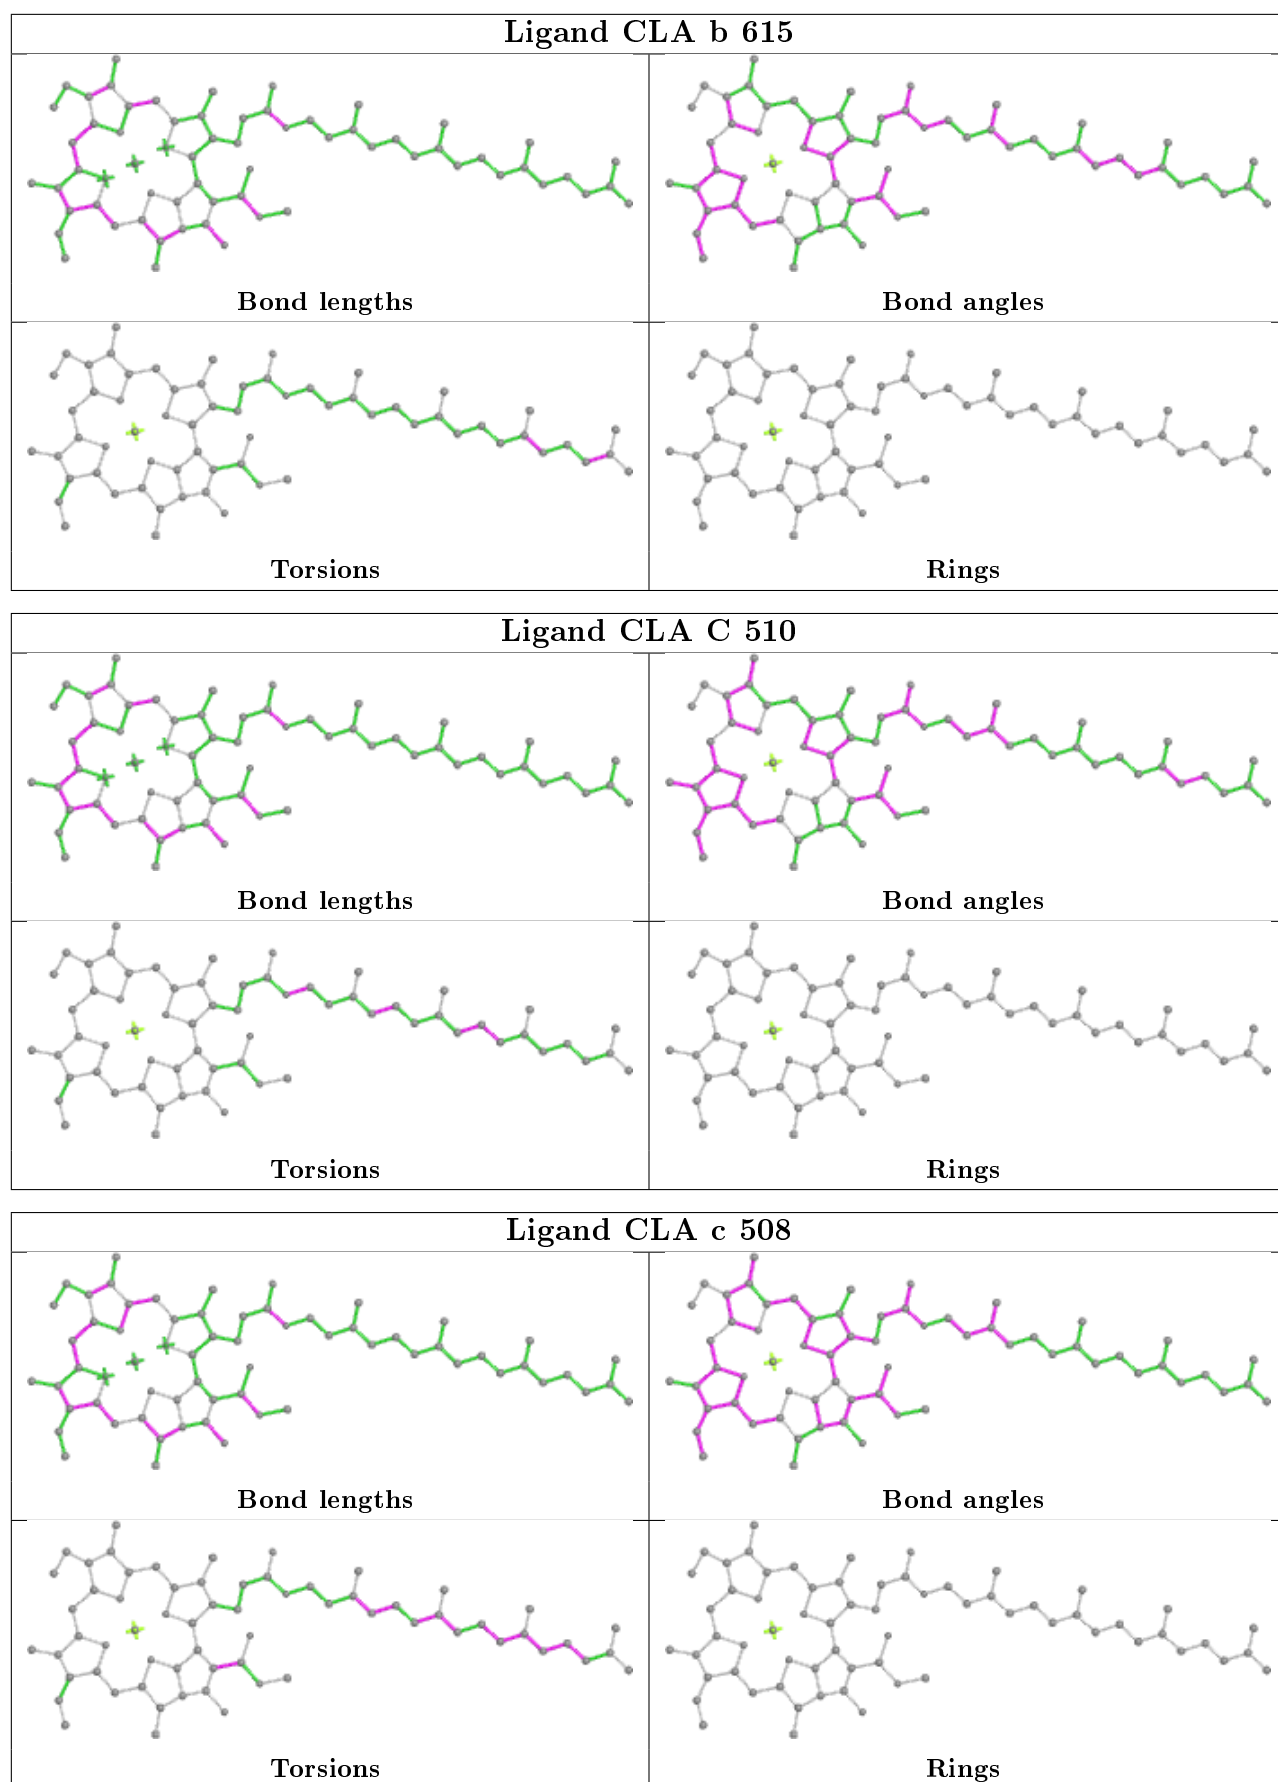 Ligand CLA b 615
Bond lengths
Bond angles
Torsions
Rings
Ligand CLA C 510
Bond lengths
Bond angles
Torsions
Rings
Ligand CLA c 508
Bond lengths
Bond angles
Torsions
Rings